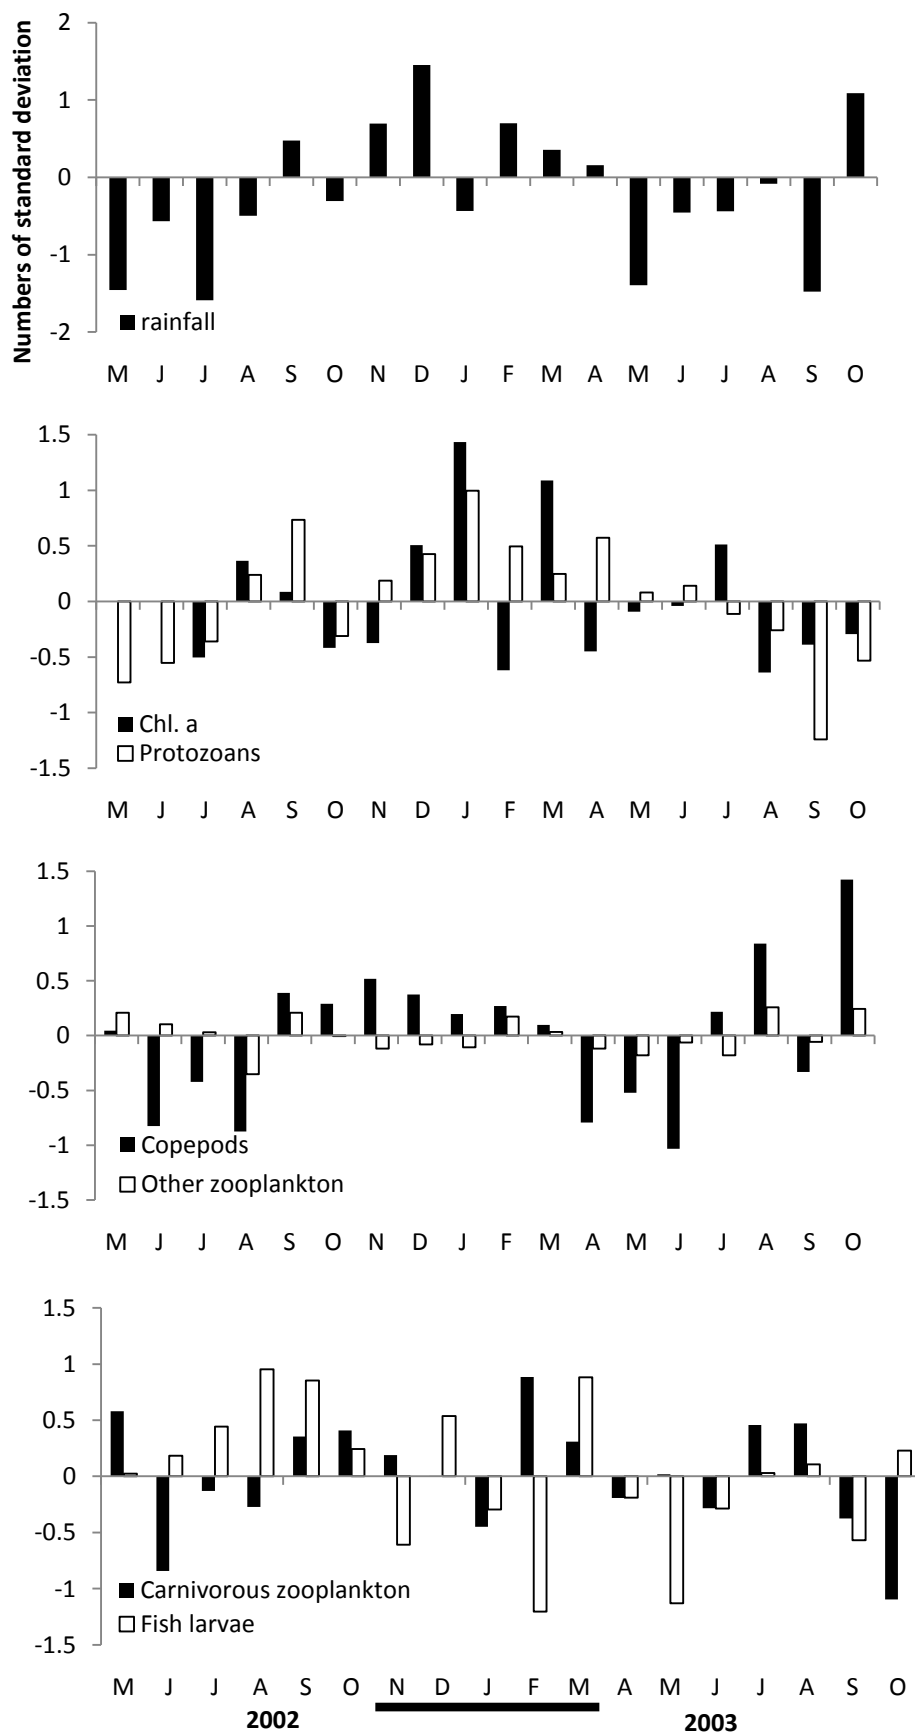 Numbers of standard deviation
2
1
0
-1
-2
rainfall
M J J A S O N D J F M A M J J A S O
1.5
1
0.5
0
-0.5
-1
-1.5
Chl. a
Protozoans
M J J A S O N D J F M A M J J A S O
1.5
1
0.5
0
-0.5
-1
-1.5
Copepods
Other zooplankton
M J J A S O N D J F M A M J J A S O
1.5
1
0.5
0
-0.5
-1
-1.5
Carnivorous zooplankton
Fish larvae
M J J A S O N D J F M A M J J A S O
2002 2003